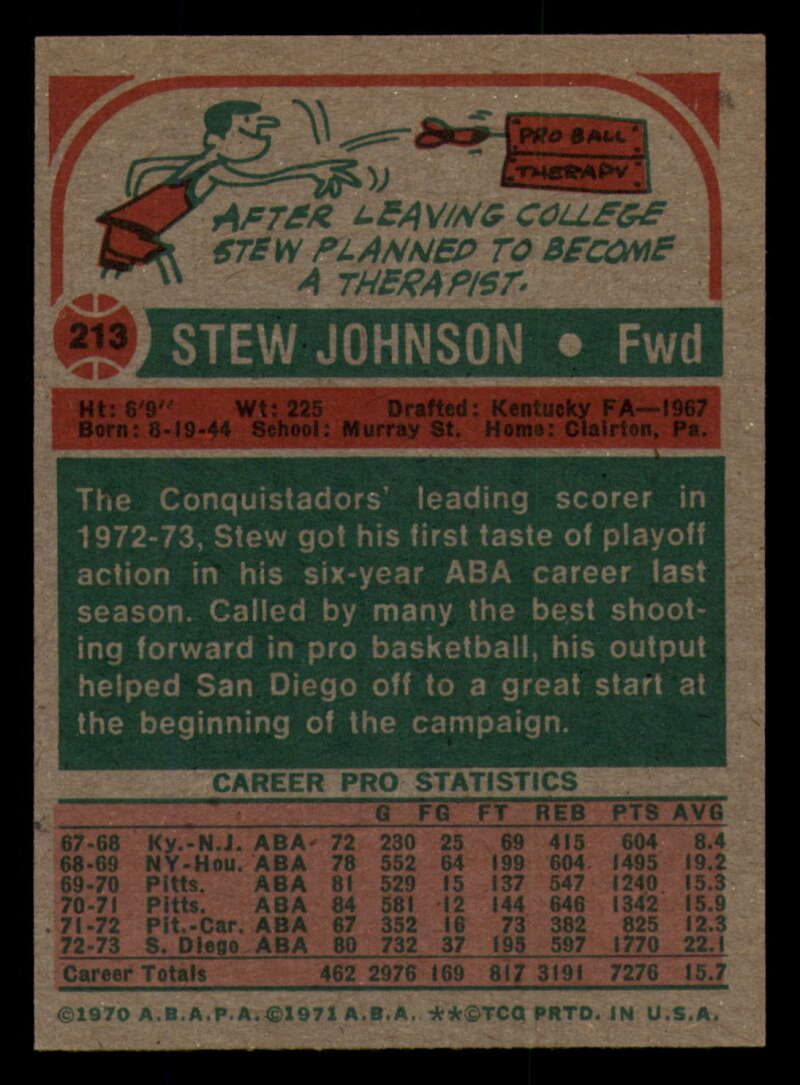 PRO BALL
THERAPY
AFTER LEAVING COLLEGE
STEW PLANNED TO BECOME
A THERAPIST.
213 STEW JOHNSON • Fwd
Ht: 6'9" Wt: 225 Drafted: Kentucky FA—1967
Born: 8-19-44 School: Murray St. Home: Clairton, Pa.
The Conquistadors' leading scorer in
1972-73, Stew got his first taste of playoff
action in his six-year ABA career last
season. Called by many the best shoot-
ing forward in pro basketball, his output
helped San Diego off to a great start at
the beginning of the campaign.
CAREER PRO STATISTICS
G FG FT REB PTS AVG
67-68 Ky.-N.J. ABA 72 230 25 69 415 604 8.4
68-69 NY-Hou. ABA 78 552 64 199 604 1495 19.2
69-70 Pitts. ABA 81 529 15 137 547 1240 15.3
70-71 Pitts. ABA 84 581 12 144 646 1342 15.9
71-72 Pit.-Car. ABA 67 352 16 73 382 825 12.3
72-73 S. Diego ABA 80 732 37 195 597 1770 22.1
Career Totals 462 2976 169 817 3191 7276 15.7
©1970 A.B.A.P.A. ©1971 A.B.A. **©TCG PRTD. IN U.S.A.